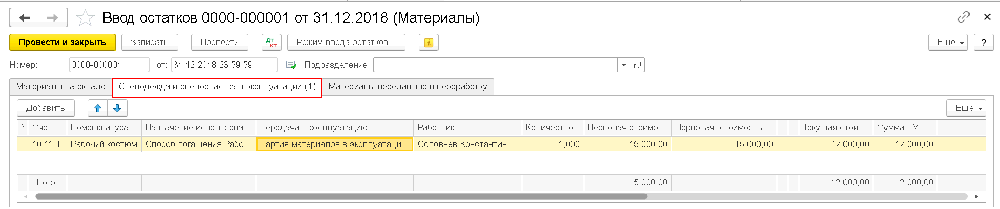 Ввод остатков 0000-000001 от 31.12.2018 (Материалы)
Провести и закрыть Записать Провести Дт Кт Режим ввода остатков... i Еще ?
Номер: 0000-000001 от: 31.12.2018 23:59:59 Подразделение:
Материалы на складе Спецодежда и спецоснастка в эксплуатации (1) Материалы переданные в переработку
Добавить Еще
Счет Номенклатура Назначение использова... Передача в эксплуатацию Работник Количество Первонач.стоимо... Первонач. стоимость ... Г Г Текущая стои... Сумма НУ
10.11.1 Рабочий костюм Способ погашения Рабо... Партия материалов в эксплуатаци... Соловьев Константин ... 1,000 15 000,00 15 000,00 12 000,00 12 000,00
Итого: 15 000,00 12 000,00 12 000,00